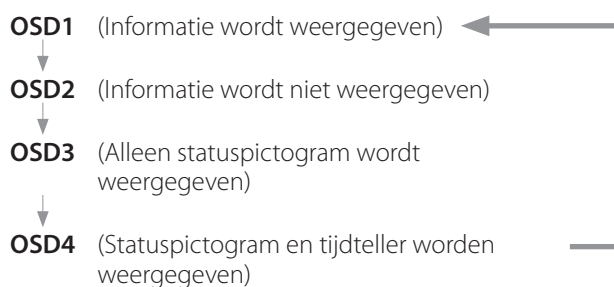 OSD1 (Informatie wordt weergegeven)
OSD2 (Informatie wordt niet weergegeven)
OSD3 (Alleen statuspictogram wordt
weergegeven)
OSD4 (Statuspictogram en tijdteller worden
weergegeven)